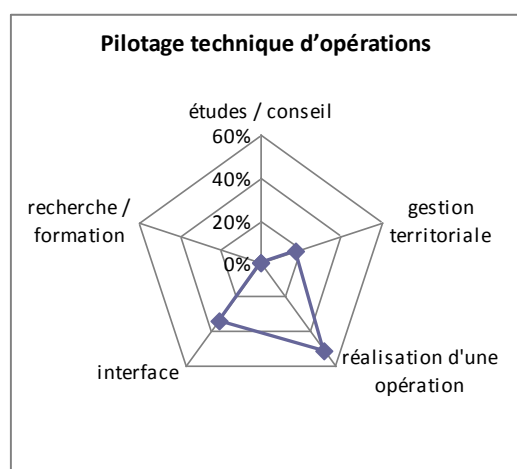 Pilotage technique d’opérations
études / conseil
60%
40%
20%
0%
recherche /
formation
gestion
territoriale
interface
réalisation d'une
opération